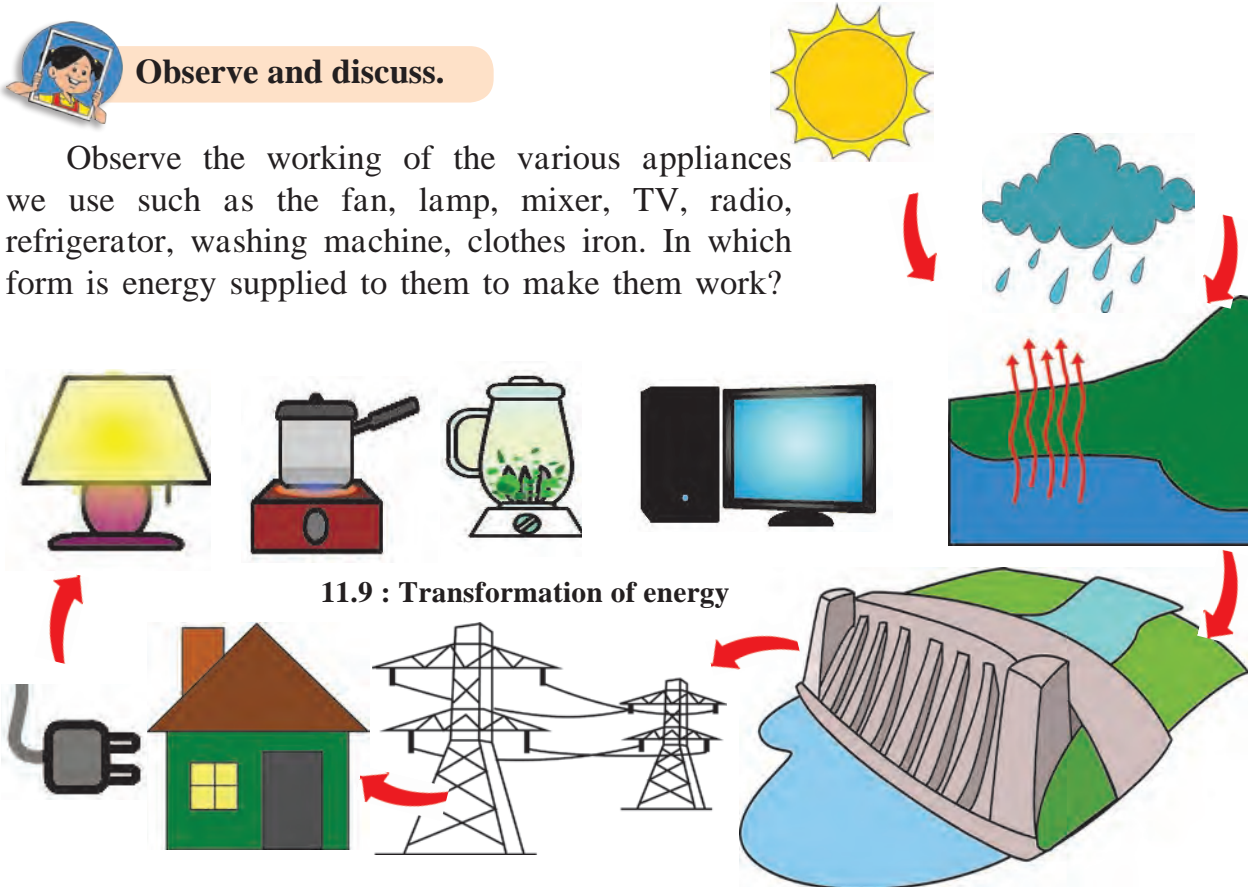 Observe and discuss.
Observe the working of the various appliances
we use such as the fan, lamp, mixer, TV, radio,
refrigerator, washing machine, clothes iron. In which
form is energy supplied to them to make them work?
11.9 : Transformation of energy